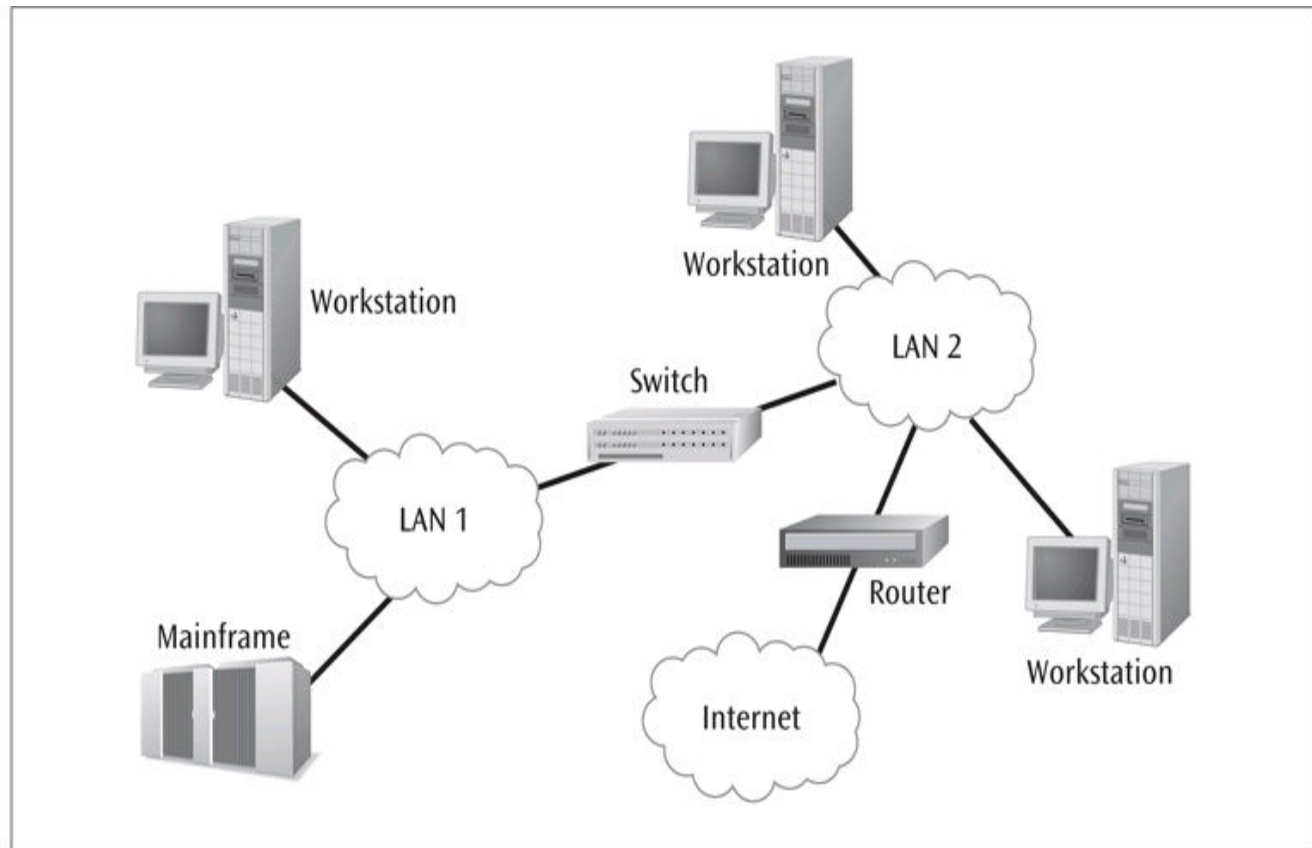 Workstation
Workstation
LAN 2
Switch
LAN 1
Router
Mainframe
Workstation
Internet